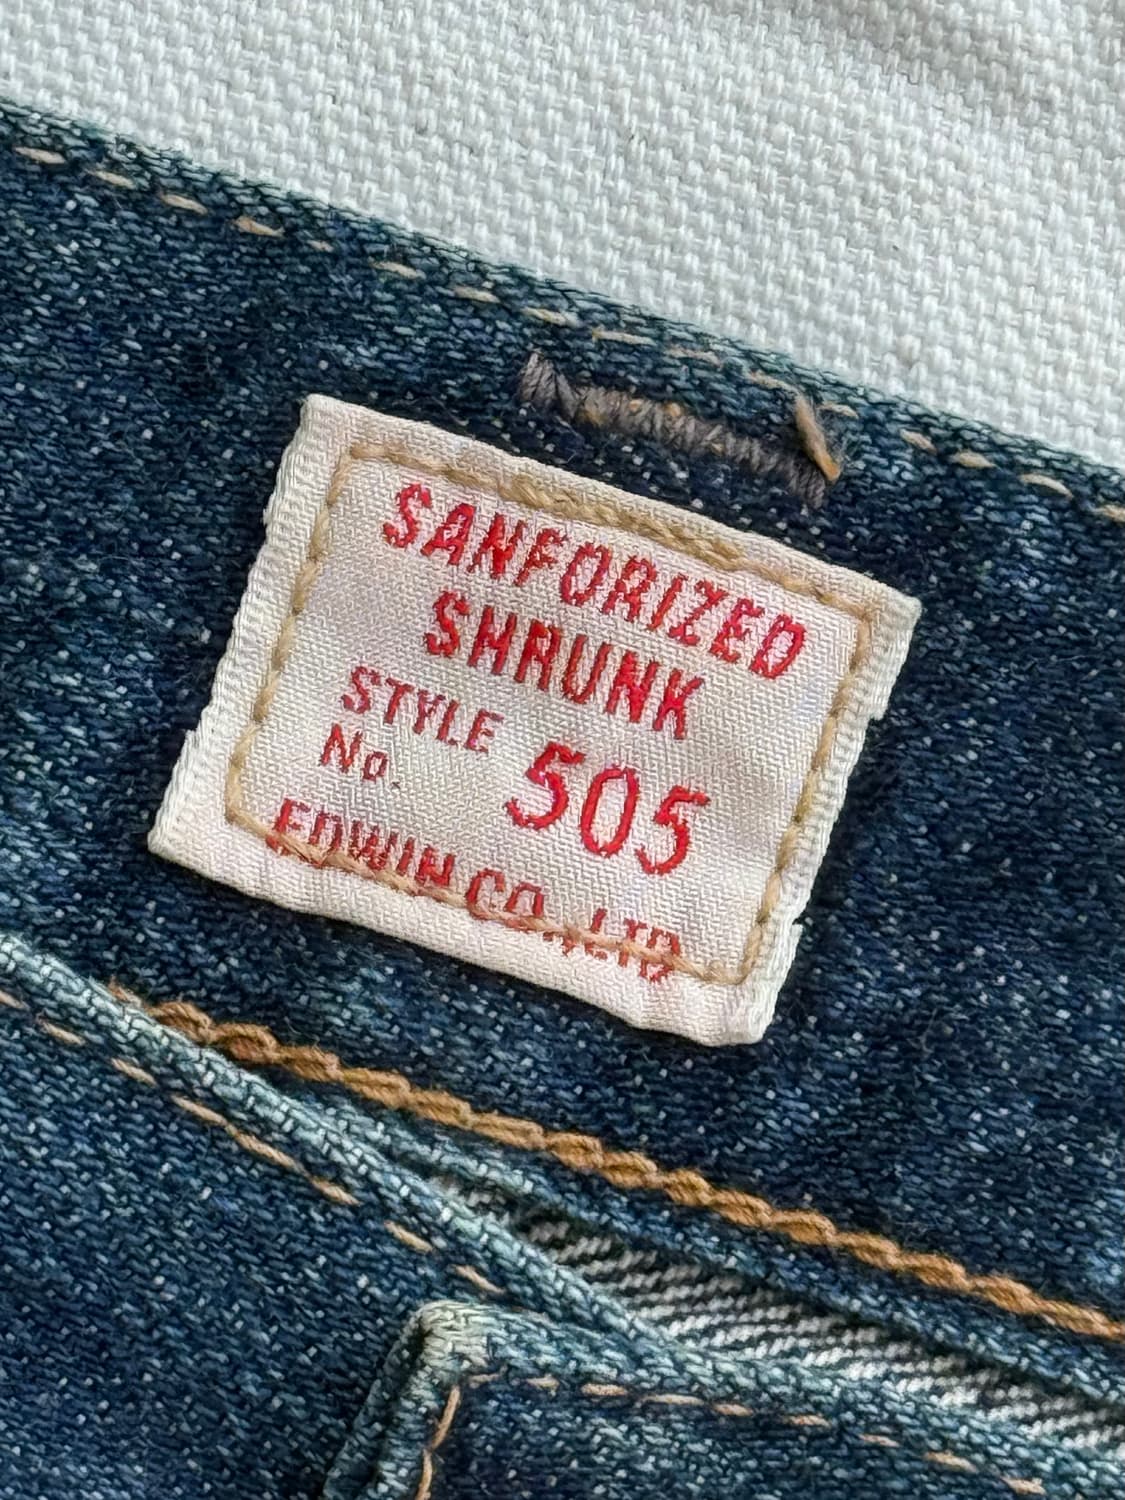 SANFORIZED
SHRUNK
STYLE
No. 505
EDWIN CO.,LTD